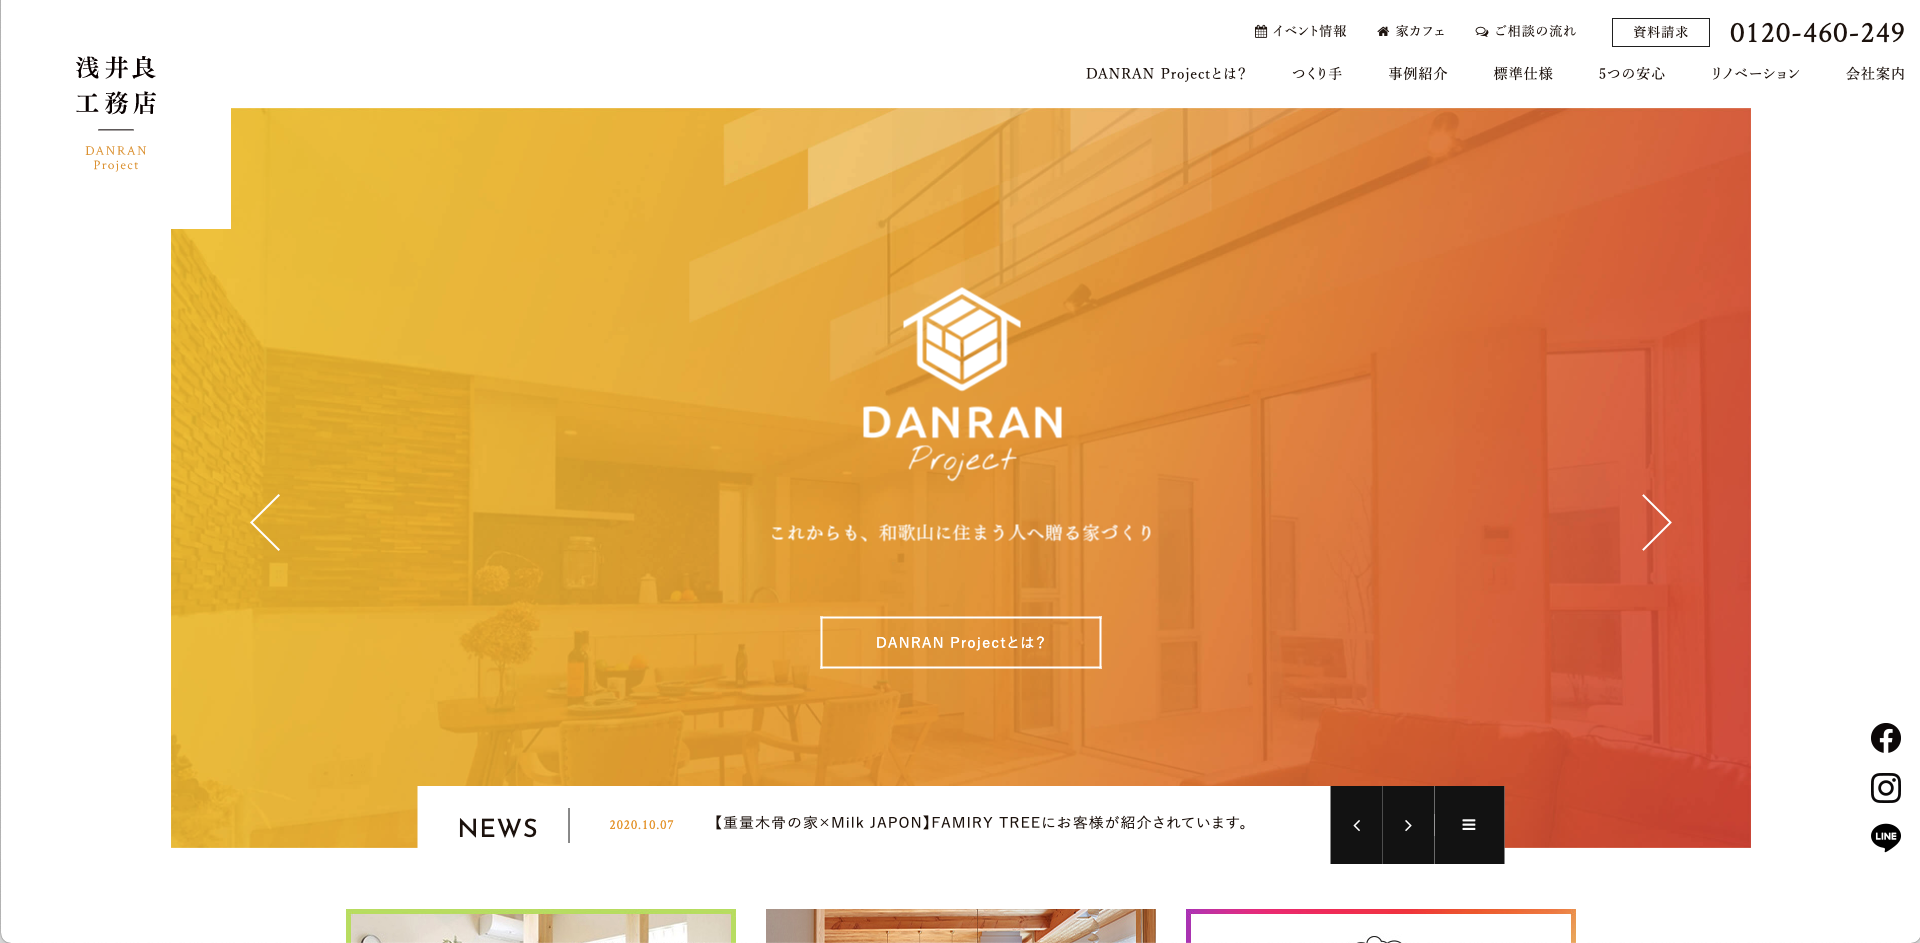 イベント情報
家カフェ
ご相談の流れ
資料請求
0120-460-249
浅井良
工務店
DANRAN
Project
DANRAN Projectとは?
つくり手
事例紹介
標準仕様
5つの安心
リノベーション
会社案内
DANRAN
Project
これからも、和歌山に住まう人へ贈る家づくり
DANRAN Projectとは?
NEWS
2020.10.07
【重量木骨の家×Milk JAPON】FAMIRY TREEにお客様が紹介されています。
LINE